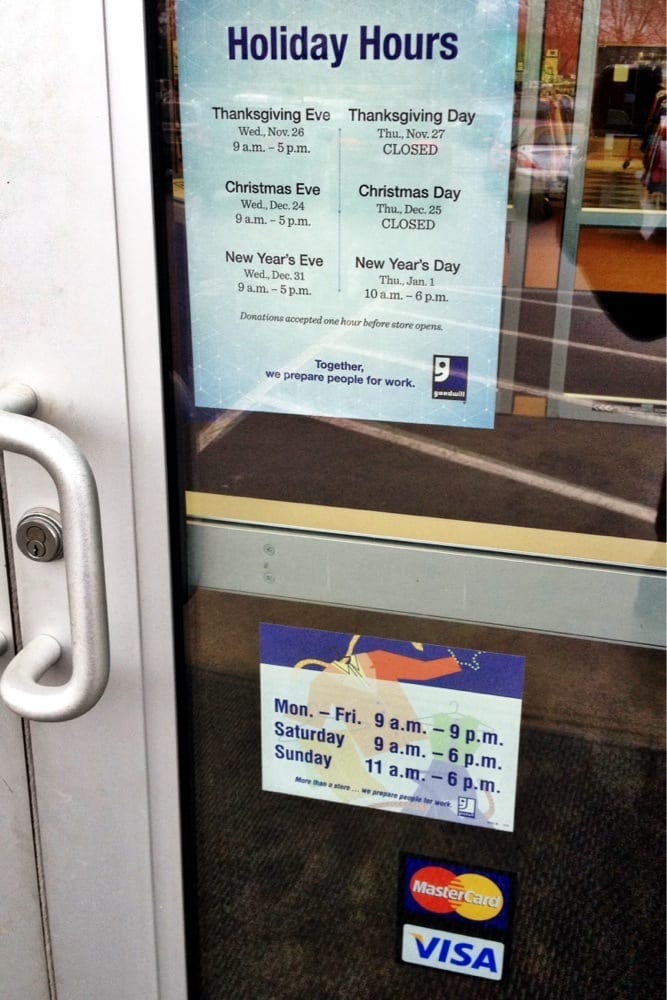 Holiday Hours
Thanksgiving Eve
Wed., Nov. 26
9 a.m. – 5 p.m.
Thanksgiving Day
Thu., Nov. 27
CLOSED
Christmas Eve
Wed., Dec. 24
9 a.m. – 5 p.m.
Christmas Day
Thu., Dec. 25
CLOSED
New Year's Eve
Wed., Dec. 31
9 a.m. – 5 p.m.
New Year's Day
Thu., Jan. 1
10 a.m. – 6 p.m.
Donations accepted one hour before store opens.
Together,
we prepare people for work.
goodwill
Mon. – Fri. 9 a.m. – 9 p.m.
Saturday 9 a.m. – 6 p.m.
Sunday 11 a.m. – 6 p.m.
More than a store ... we prepare people for work.
MasterCard
VISA